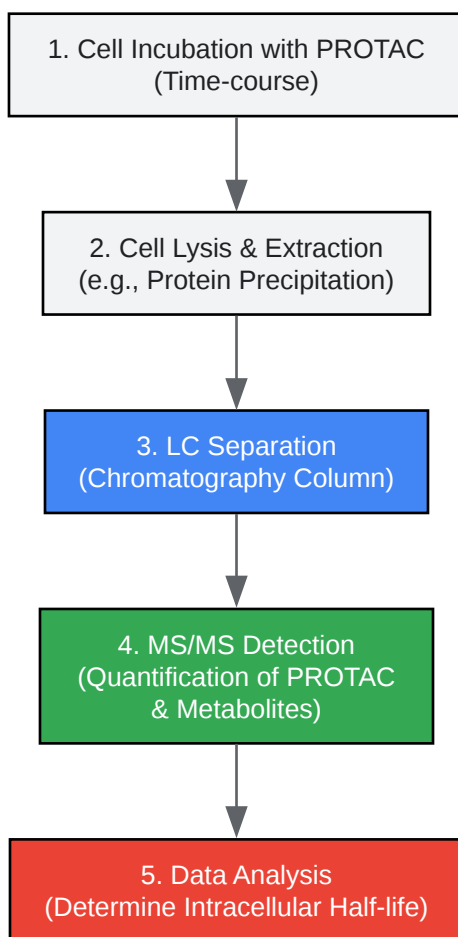 1. Cell Incubation with PROTAC
(Time-course)
2. Cell Lysis & Extraction
(e.g., Protein Precipitation)
3. LC Separation
(Chromatography Column)
4. MS/MS Detection
(Quantification of PROTAC
& Metabolites)
5. Data Analysis
(Determine Intracellular Half-life)